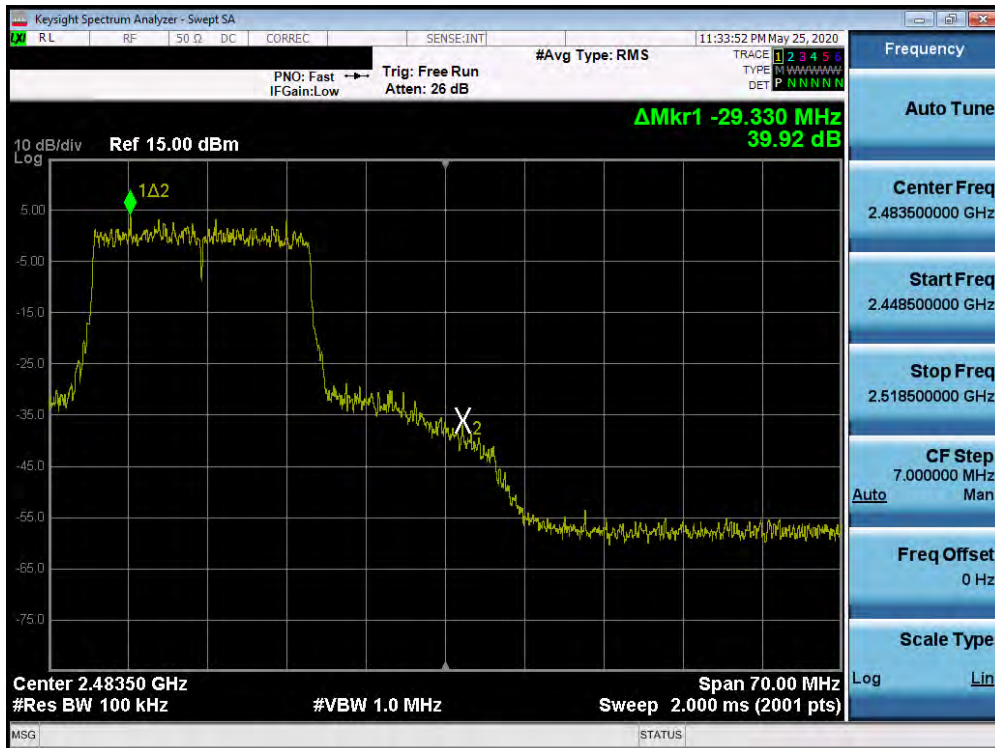 Keysight Spectrum Analyzer - Swept SA
LXI RL RF 50 Ω DC CORREC SENSE:INT 11:33:52 PM May 25, 2020
#Avg Type: RMS TRACE 1 2 3 4 5 6
PNO: Fast Trig: Free Run TYPE M W W W W W
IFGain:Low Atten: 26 dB DET P N N N N N
ΔMkr1 -29.330 MHz
39.92 dB
10 dB/div Ref 15.00 dBm
Log
1Δ2
5.00
-5.00
-15.0
-25.0
-35.0
2
-45.0
-55.0
-65.0
-75.0
Center 2.48350 GHz Span 70.00 MHz
#Res BW 100 kHz #VBW 1.0 MHz Sweep 2.000 ms (2001 pts)
MSG STATUS
Frequency
Auto Tune
Center Freq
2.483500000 GHz
Start Freq
2.448500000 GHz
Stop Freq
2.518500000 GHz
CF Step
7.000000 MHz
Auto Man
Freq Offset
0 Hz
Scale Type
Log Lin